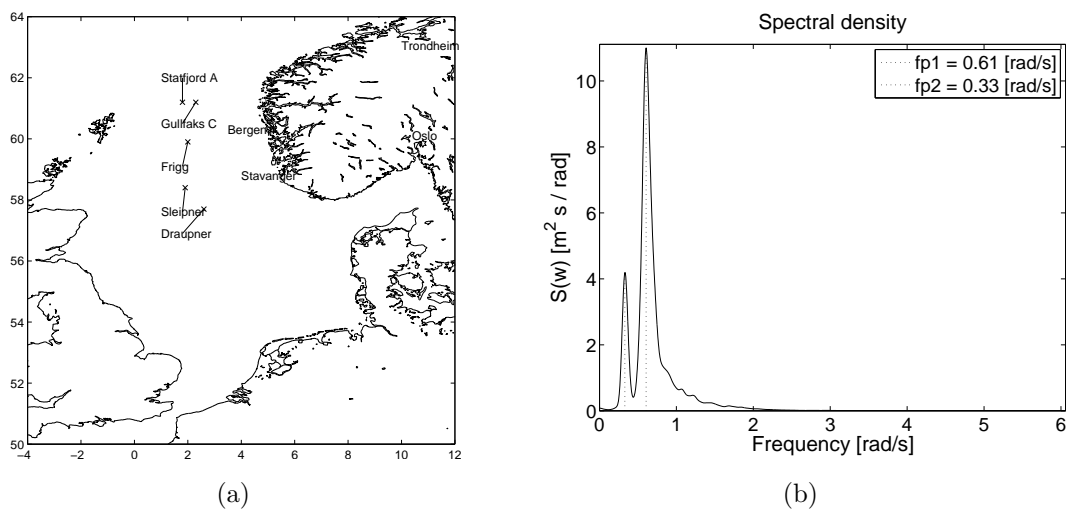 64
62
60
58
56
54
52
50
−4
−2
0
2
4
6
8
10
12
Trondheim
Statfjord A
Gullfaks C
Bergen
Oslo
Frigg
Stavanger
Sleipner
Draupner
(a)
Spectral density
fp1 = 0.61 [rad/s]
fp2 = 0.33 [rad/s]
S(w) [m² s / rad]
10
8
6
4
2
0
0
1
2
3
4
5
6
Frequency [rad/s]
(b)